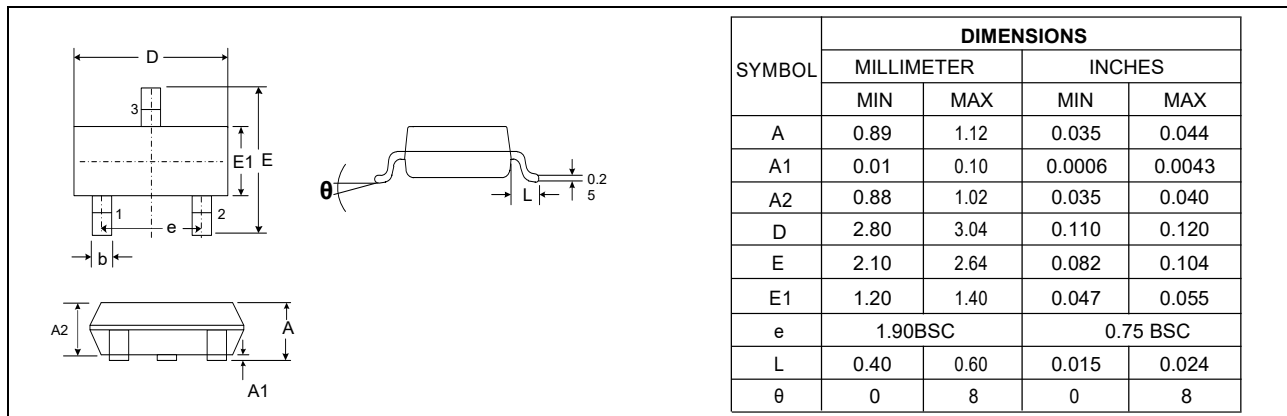 D
3
E1
E
1
2
e
b
A2
A
A1
θ
L
0.2
5
SYMBOL
DIMENSIONS
MILLIMETER INCHES
MIN MAX MIN MAX
A 0.89 1.12 0.035 0.044
A1 0.01 0.10 0.0006 0.0043
A2 0.88 1.02 0.035 0.040
D 2.80 3.04 0.110 0.120
E 2.10 2.64 0.082 0.104
E1 1.20 1.40 0.047 0.055
e 1.90BSC 0.75 BSC
L 0.40 0.60 0.015 0.024
θ 0 8 0 8